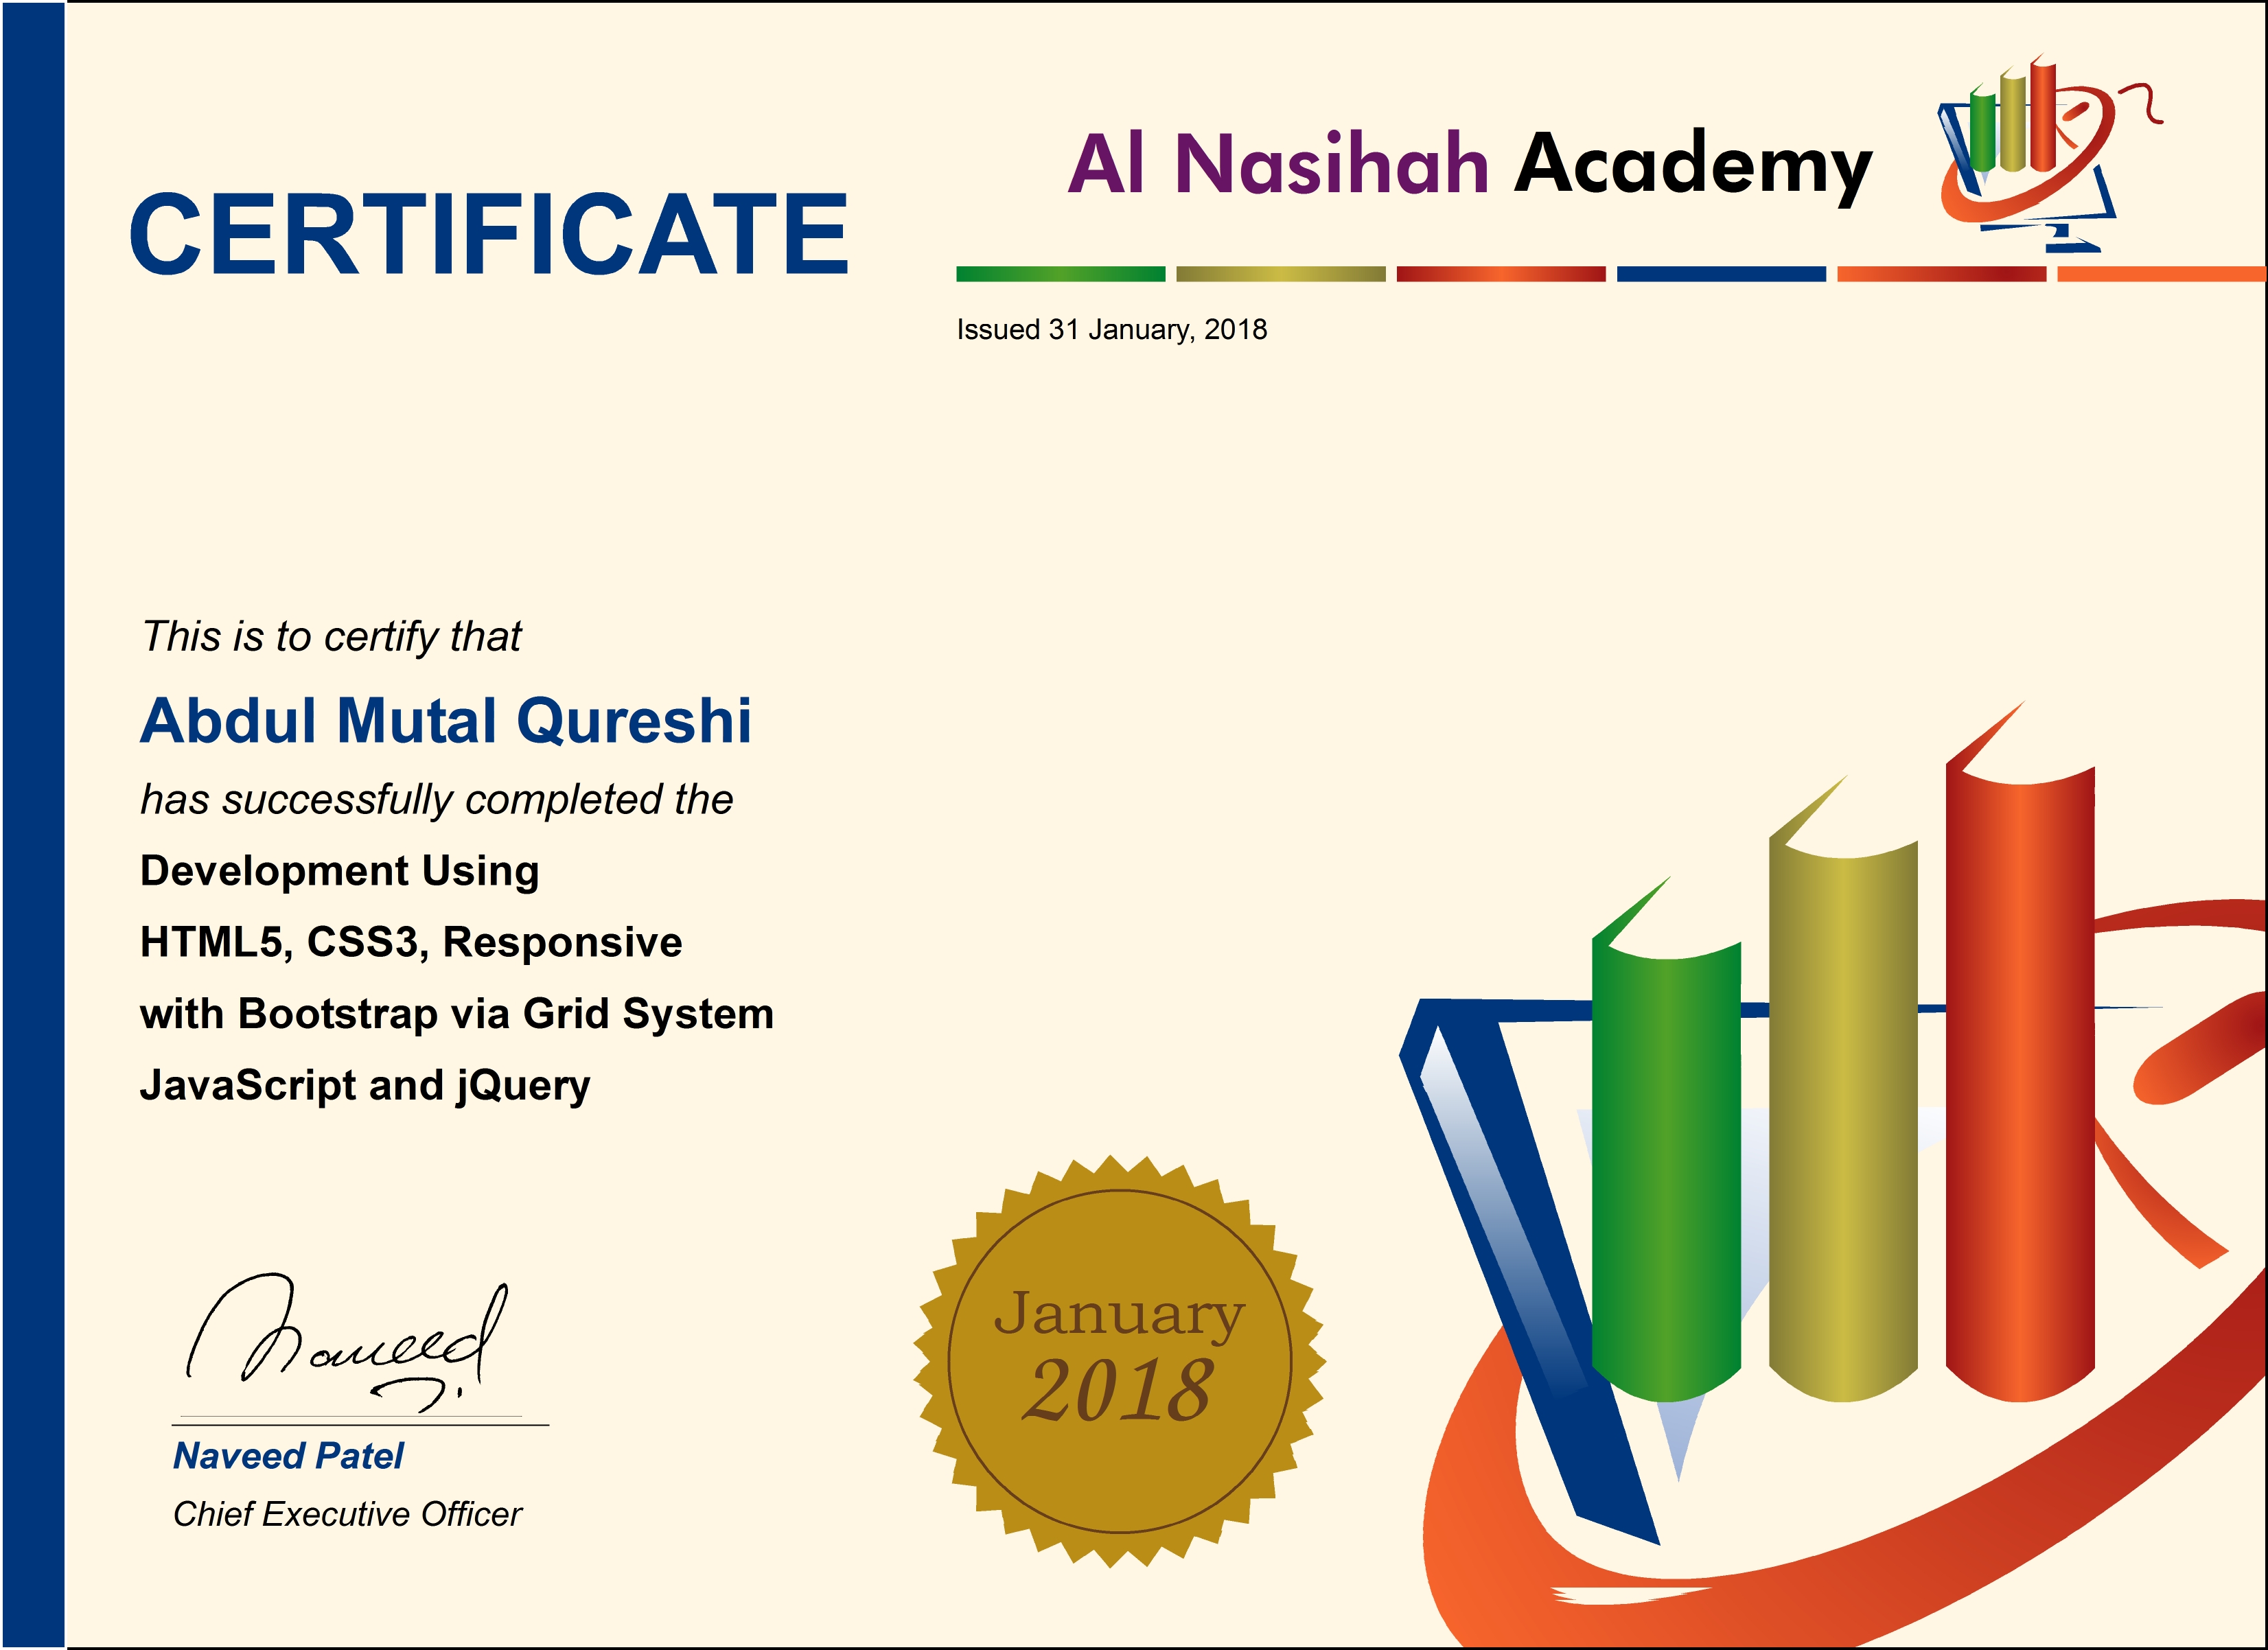 CERTIFICATE
Al Nasihah Academy
Issued 31 January, 2018
This is to certify that
Abdul Mutal Qureshi
has successfully completed the
Development Using
HTML5, CSS3, Responsive
with Bootstrap via Grid System
JavaScript and jQuery
January
2018
Naveed
Naveed Patel
Chief Executive Officer